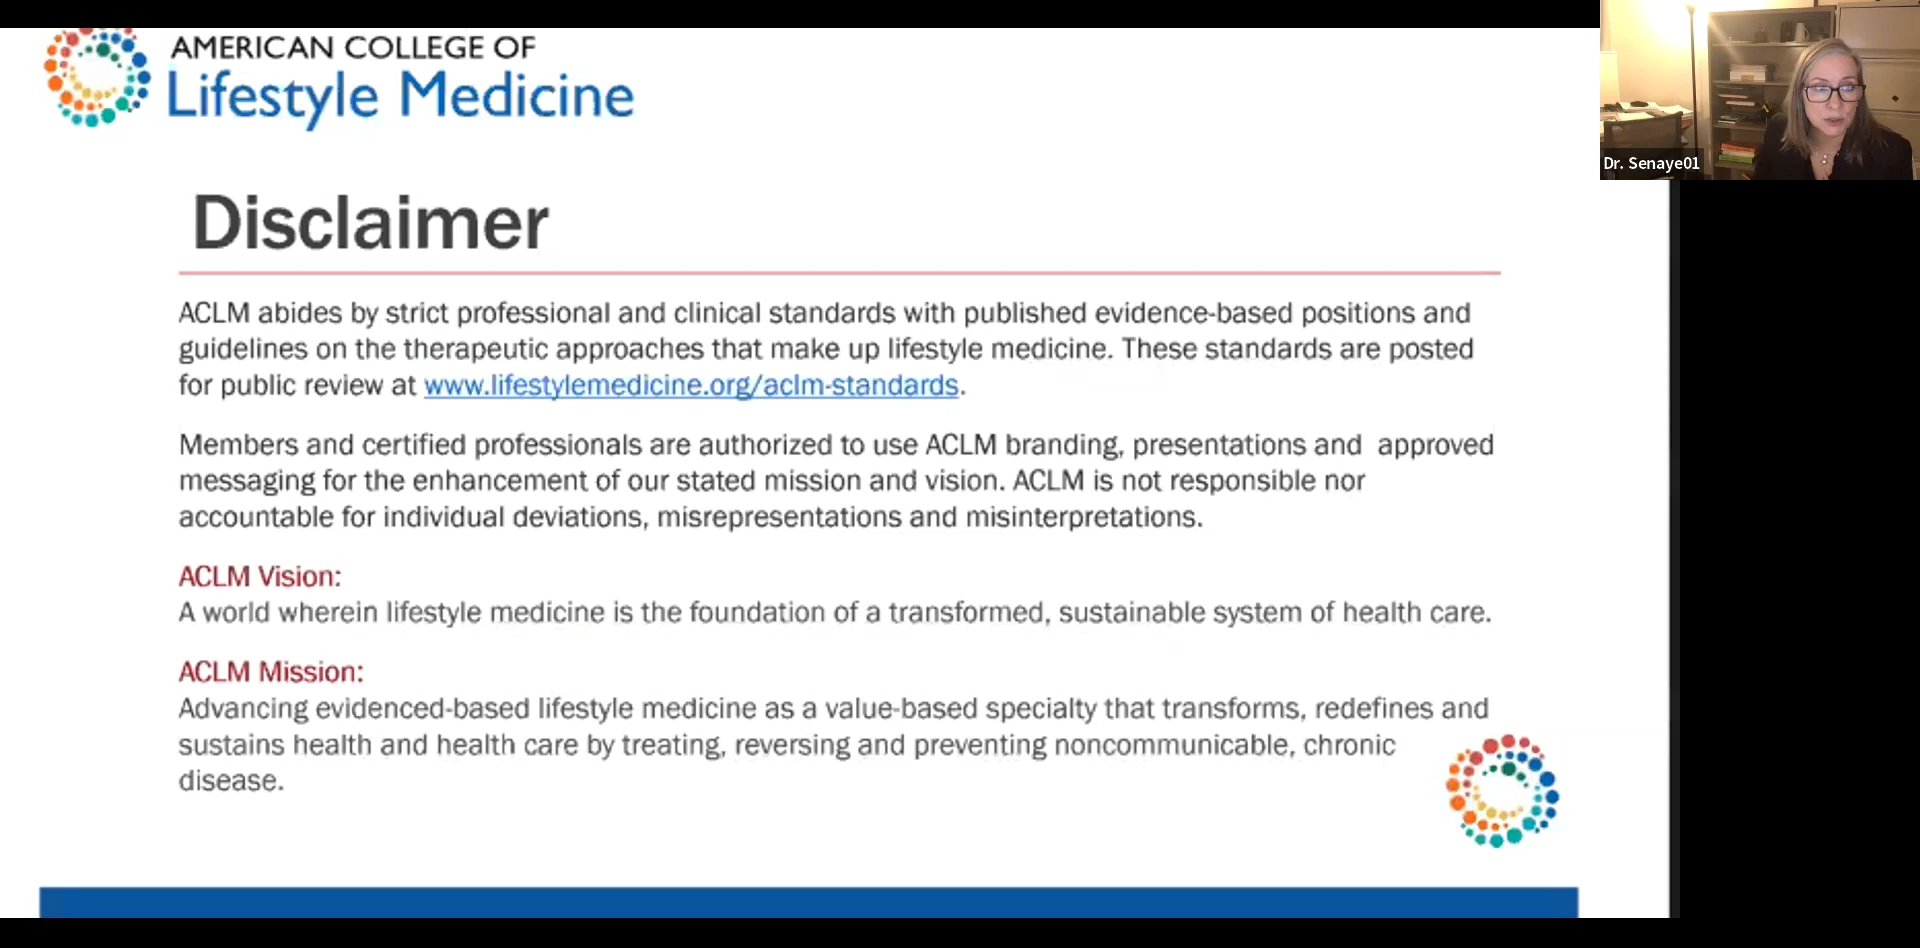 AMERICAN COLLEGE OF
Lifestyle Medicine
Dr. Senaye01
Disclaimer
ACLM abides by strict professional and clinical standards with published evidence-based positions and
guidelines on the therapeutic approaches that make up lifestyle medicine. These standards are posted
for public review at www.lifestylemedicine.org/aclm-standards.
Members and certified professionals are authorized to use ACLM branding, presentations and approved
messaging for the enhancement of our stated mission and vision. ACLM is not responsible nor
accountable for individual deviations, misrepresentations and misinterpretations.
ACLM Vision:
A world wherein lifestyle medicine is the foundation of a transformed, sustainable system of health care.
ACLM Mission:
Advancing evidenced-based lifestyle medicine as a value-based specialty that transforms, redefines and
sustains health and health care by treating, reversing and preventing noncommunicable, chronic
disease.